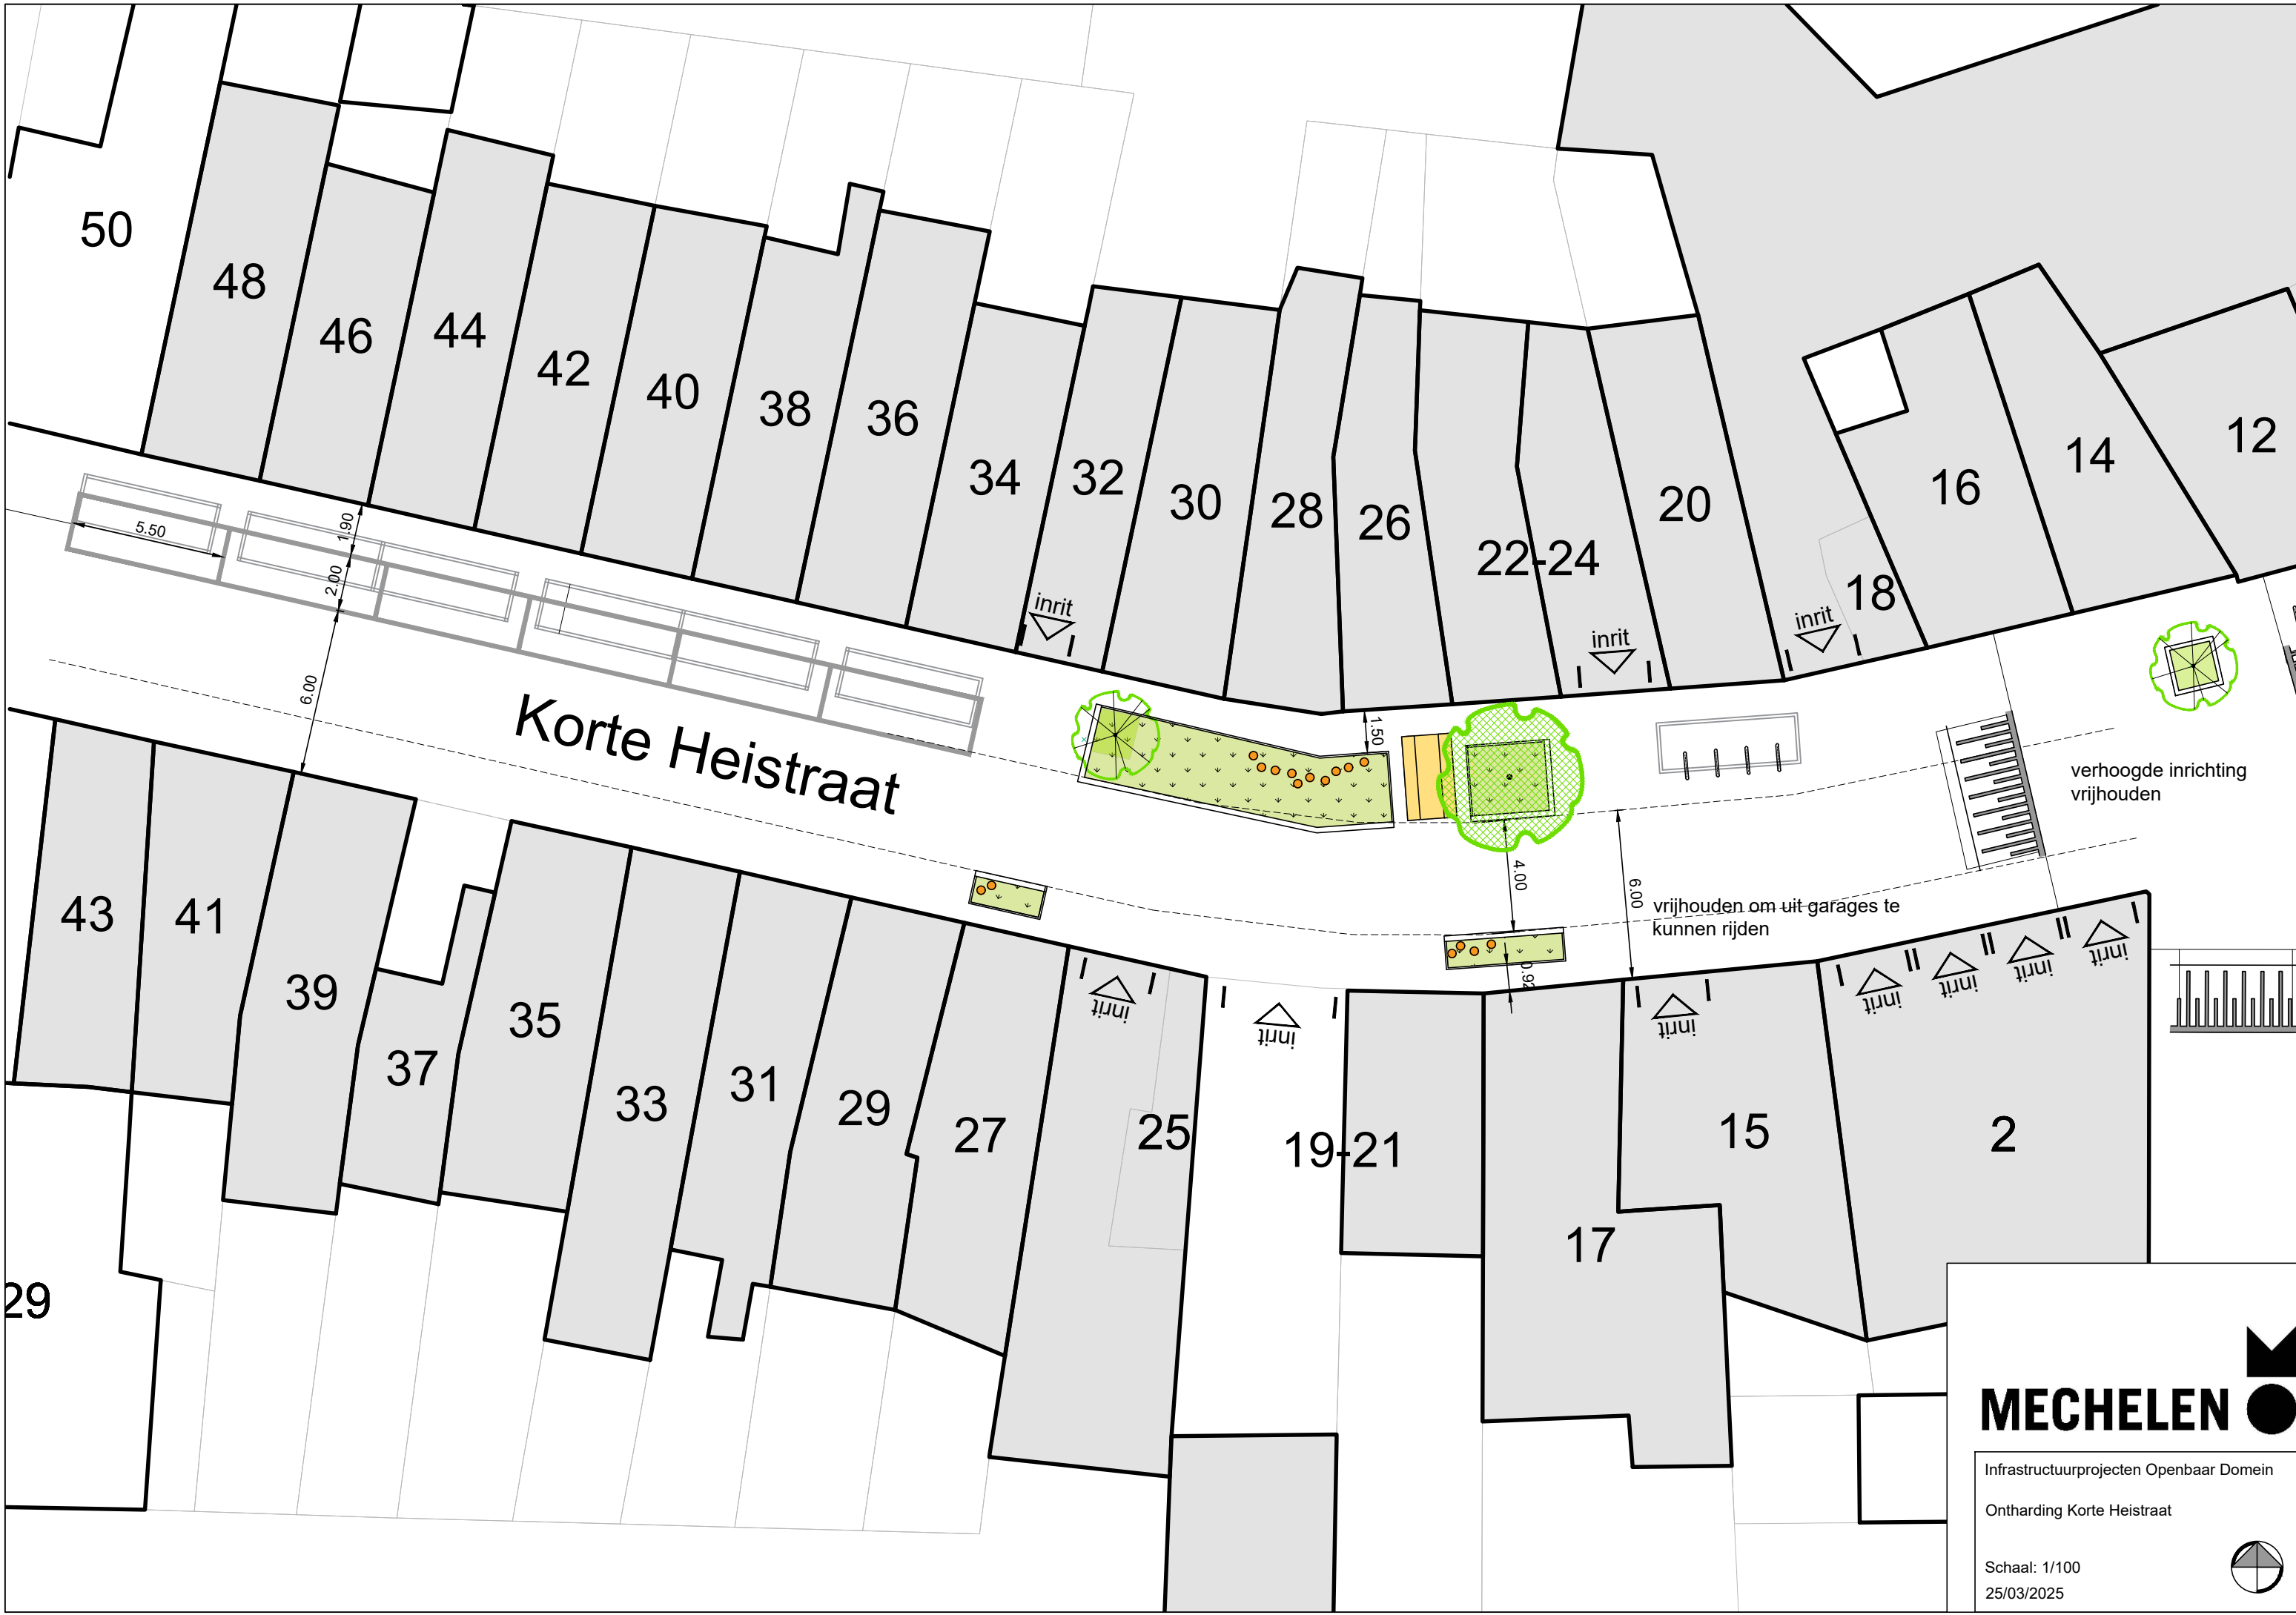 50
48
46
44
42
40
38
36
34
32
30
28
26
22-24
20
18
16
14
12
5.50
1.90
2.00
6.00
inrit
inrit
inrit
Korte Heistraat
1.50
4.00
6.00
0.92
verhoogde inrichting
vrijhouden
vrijhouden om uit garages te
kunnen rijden
43
41
39
37
35
33
31
29
27
25
19-21
17
15
2
inrit
inrit
inrit
inrit
inrit
inrit
inrit
29
MECHELEN
Infrastructuurprojecten Openbaar Domein
Ontharding Korte Heistraat
Schaal: 1/100
25/03/2025